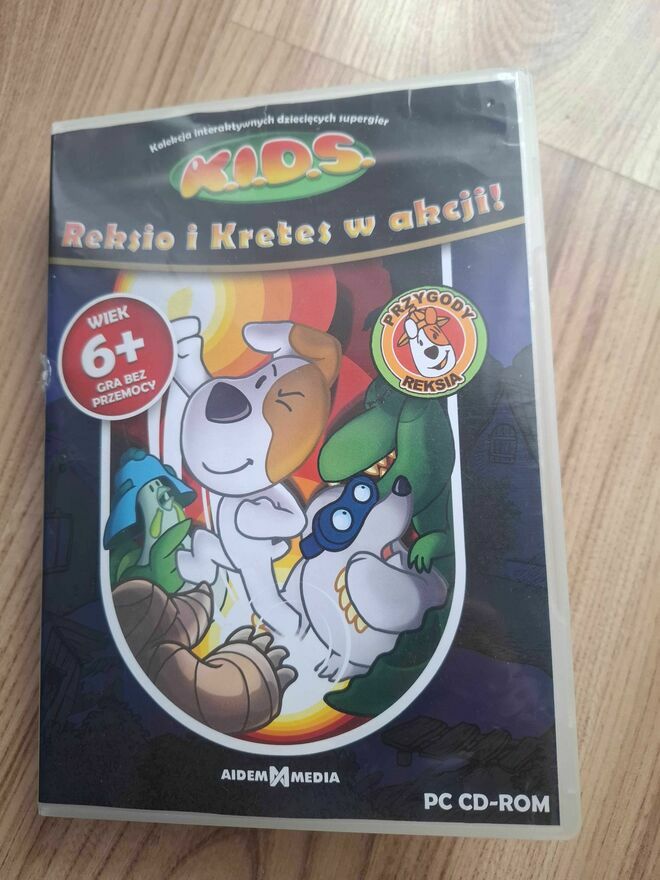 Kolekcja interaktywnych dziecięcych supergier
K.I.D.S.
Reksio i Kretes w akcji!
WIEK
6+
GRA BEZ
PRZEMOCY
PRZYGODY
REKSIA
AIDEM MEDIA
PC CD-ROM